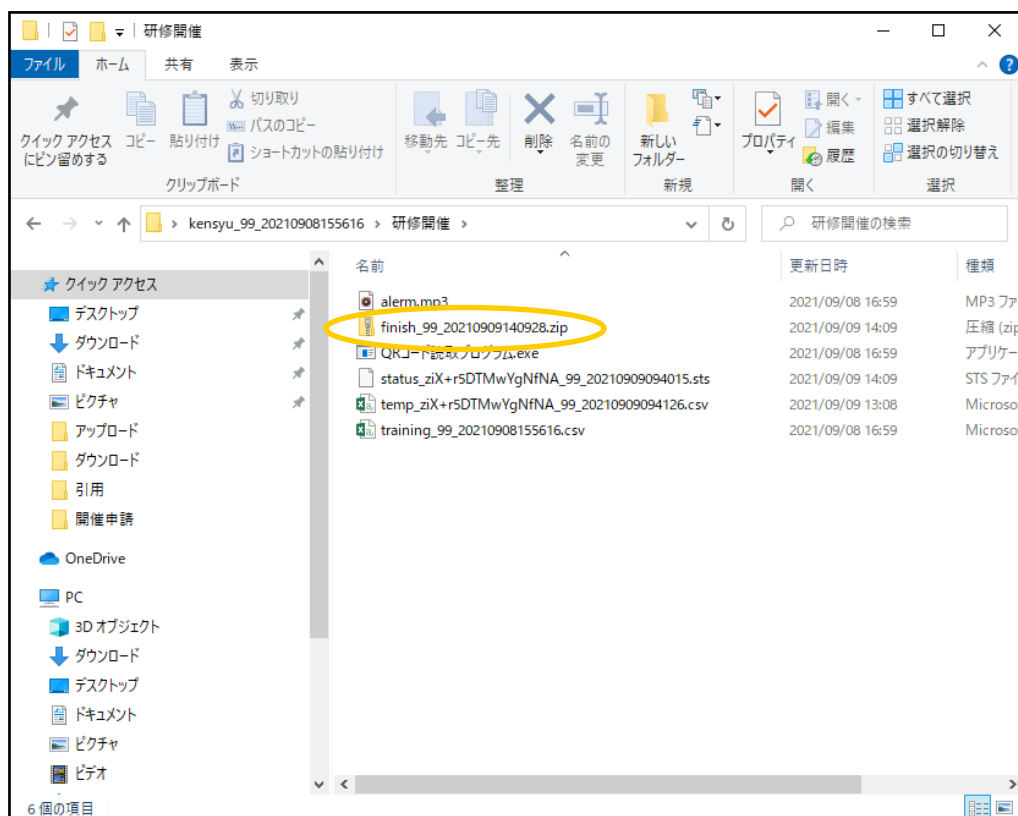 研修開催
ファイル ホーム 共有 表示
クイック アクセス
にピン留めする
コピー
貼り付け
切り取り
パスのコピー
ショートカットの貼り付け
クリップボード
移動先 コピー先 削除 名前の
変更
整理
新しい
フォルダー
新規
プロパティ
開く
編集
履歴
開く
すべて選択
選択解除
選択の切り替え
選択
kensyu_99_20210908155616 › 研修開催 ›
研修開催の検索
名前 更新日時 種類
alerm.mp3 2021/09/08 16:59 MP3 ファ
finish_99_20210909140928.zip 2021/09/09 14:09 圧縮 (zip
QRコード読取プログラム.exe 2021/09/08 16:59 アプリケー
status_ziX+r5DTMwYgNfNA_99_20210909094015.sts 2021/09/09 14:09 STS ファイ
temp_ziX+r5DTMwYgNfNA_99_20210909094126.csv 2021/09/09 13:08 Microso
training_99_20210908155616.csv 2021/09/08 16:59 Microso
クイック アクセス
デスクトップ
ダウンロード
ドキュメント
ピクチャ
アップロード
ダウンロード
引用
開催申請
OneDrive
PC
3D オブジェクト
ダウンロード
デスクトップ
ドキュメント
ピクチャ
ビデオ
6 個の項目